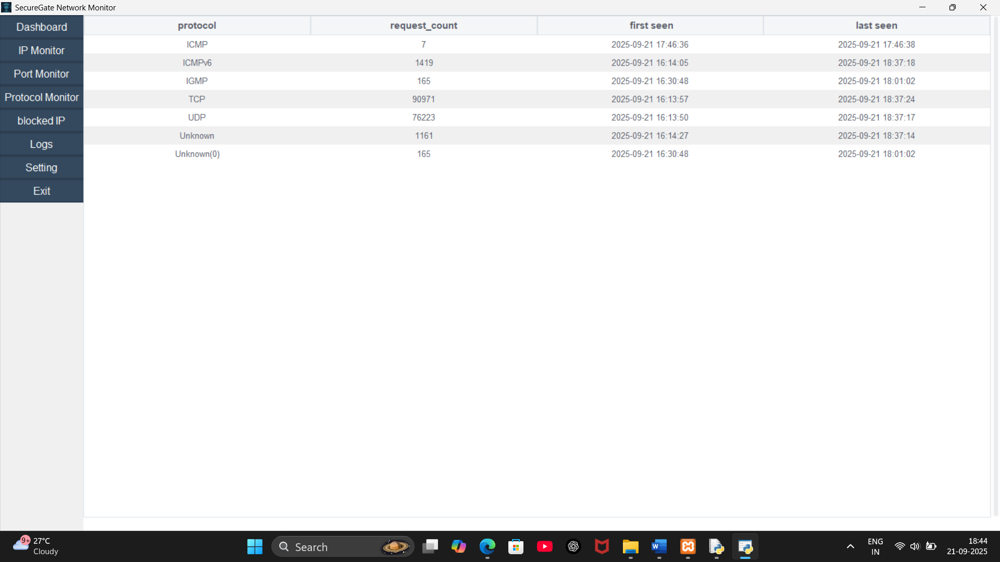 SecureGate Network Monitor
Dashboard
IP Monitor
Port Monitor
Protocol Monitor
blocked IP
Logs
Setting
Exit
protocol request_count first seen last seen
ICMP 7 2025-09-21 17:46:36 2025-09-21 17:46:38
ICMPv6 1419 2025-09-21 16:14:05 2025-09-21 18:37:18
IGMP 165 2025-09-21 16:30:48 2025-09-21 18:01:02
TCP 90971 2025-09-21 16:13:57 2025-09-21 18:37:24
UDP 76223 2025-09-21 16:13:50 2025-09-21 18:37:17
Unknown 1161 2025-09-21 16:14:27 2025-09-21 18:37:14
Unknown(0) 165 2025-09-21 16:30:48 2025-09-21 18:01:02
9+
27°C
Cloudy
Search
W
ENG
IN
18:44
21-09-2025